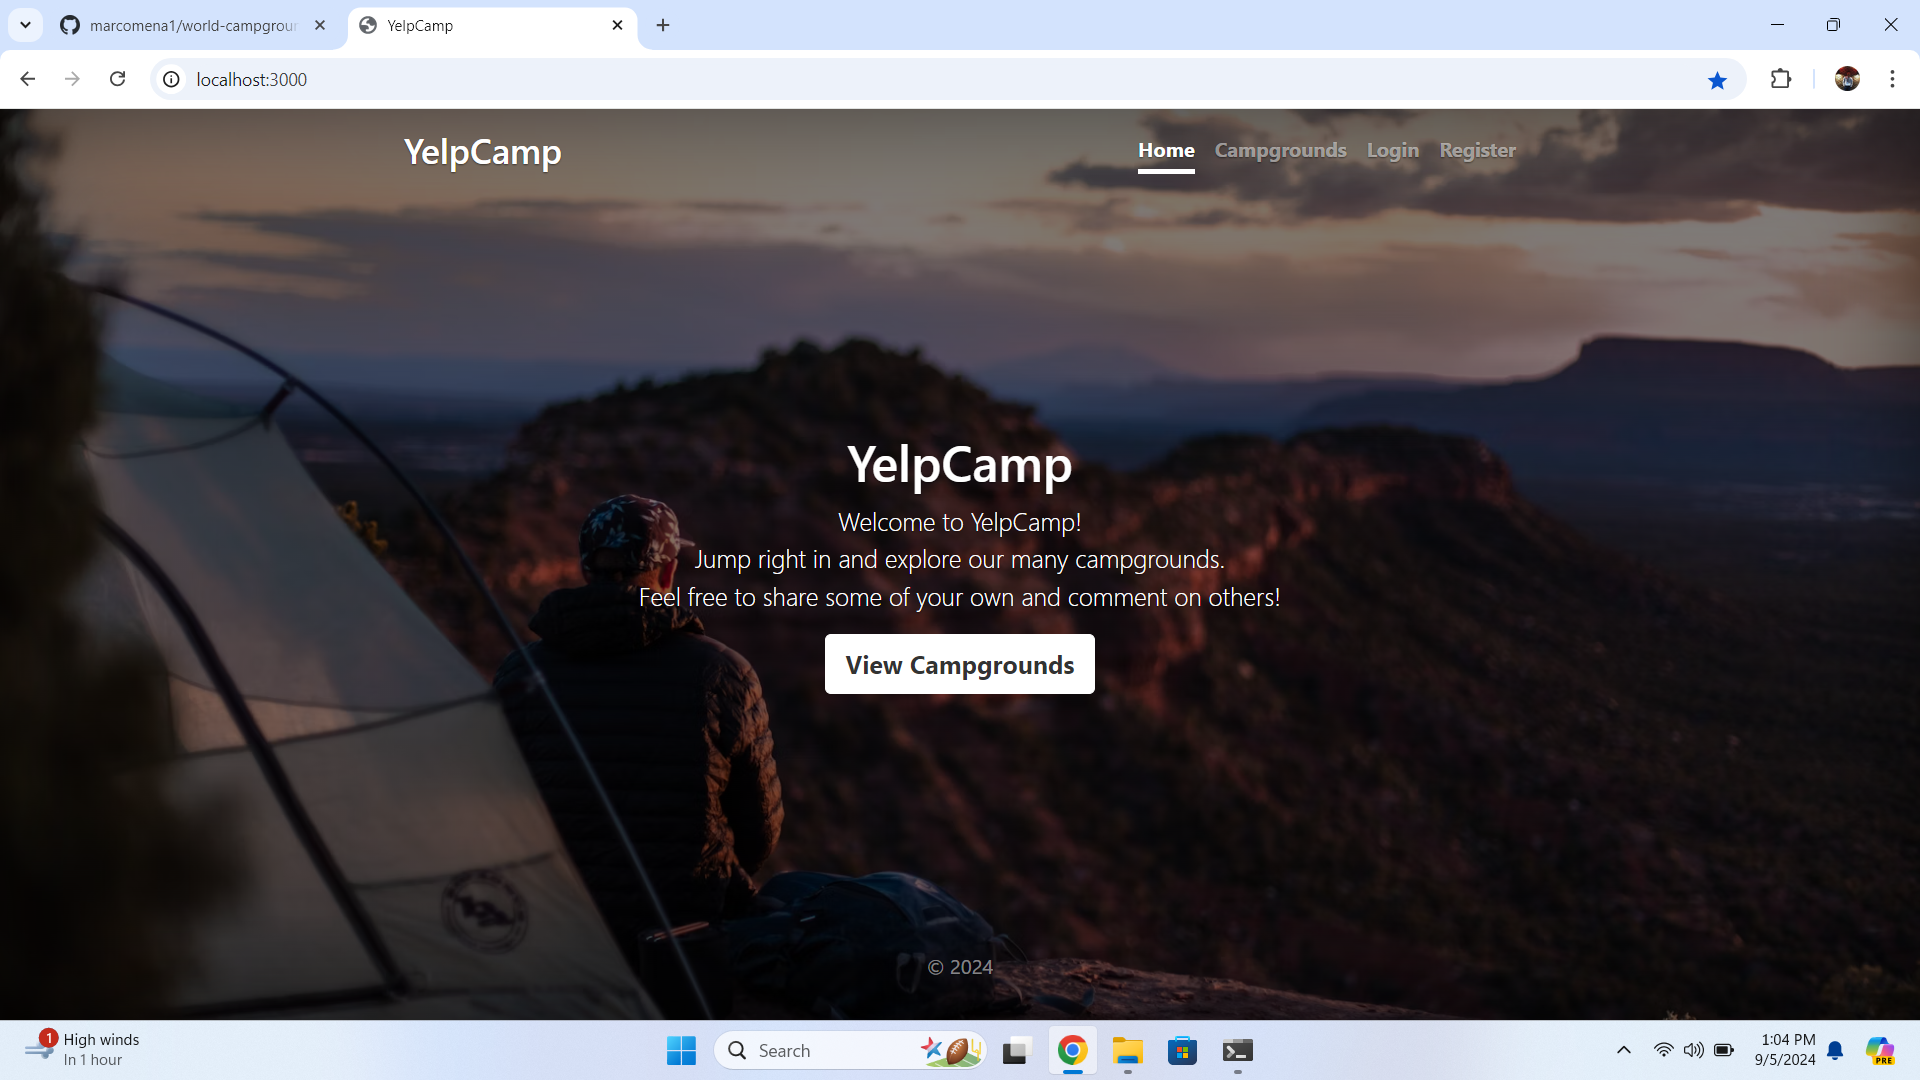 marcomena1/world-campgroun
YelpCamp
localhost:3000
YelpCamp
Home Campgrounds Login Register
YelpCamp
Welcome to YelpCamp!
Jump right in and explore our many campgrounds.
Feel free to share some of your own and comment on others!
View Campgrounds
© 2024
1
High winds
In 1 hour
Search
1:04 PM
9/5/2024
PRE